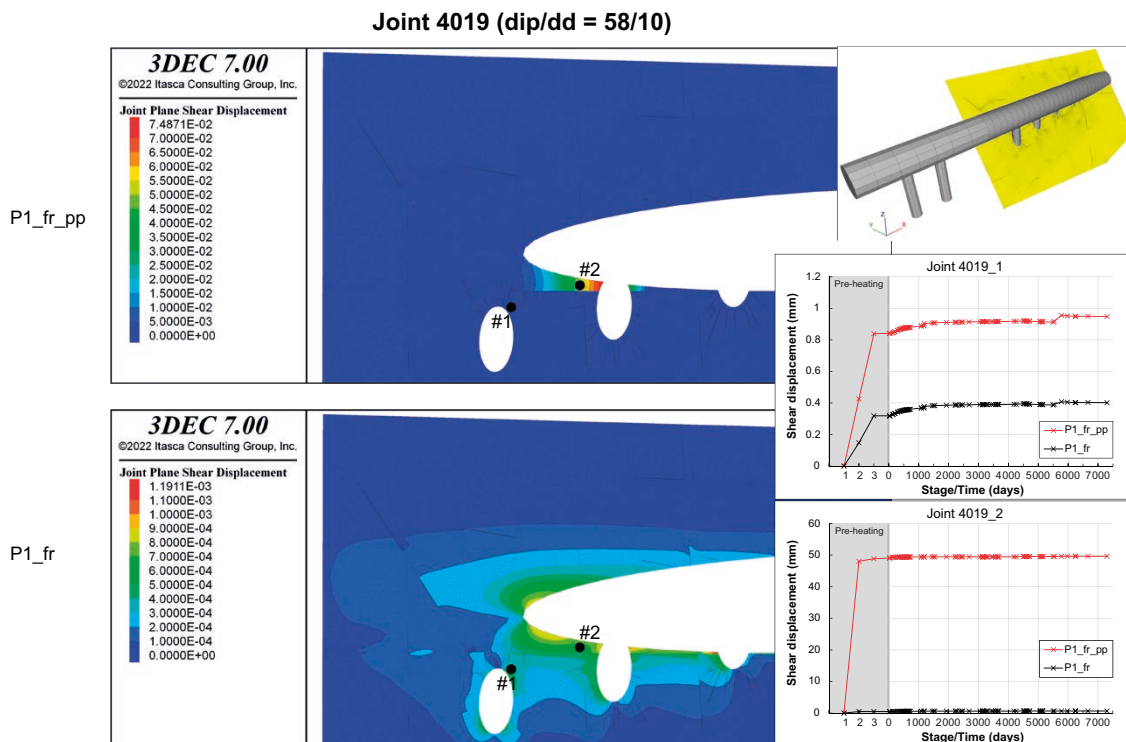 Joint 4019 (dip/dd = 58/10)
P1_fr_pp
3DEC 7.00
©2022 Itasca Consulting Group, Inc.
Joint Plane Shear Displacement
7.4871E-02
7.0000E-02
6.5000E-02
6.0000E-02
5.5000E-02
5.0000E-02
4.5000E-02
4.0000E-02
3.5000E-02
3.0000E-02
2.5000E-02
2.0000E-02
1.5000E-02
1.0000E-02
5.0000E-03
0.0000E+00
#2
#1
Z
Y
X
Joint 4019_1
Pre-heating
Shear displacement (mm)
1.2
1
0.8
0.6
0.4
0.2
0
P1_fr_pp
P1_fr
1 2 3 0 1000 2000 3000 4000 5000 6000 7000
Stage/Time (days)
P1_fr
3DEC 7.00
©2022 Itasca Consulting Group, Inc.
Joint Plane Shear Displacement
1.1911E-03
1.1000E-03
1.0000E-03
9.0000E-04
8.0000E-04
7.0000E-04
6.0000E-04
5.0000E-04
4.0000E-04
3.0000E-04
2.0000E-04
1.0000E-04
0.0000E+00
#2
#1
Joint 4019_2
Pre-heating
Shear displacement (mm)
60
50
40
30
20
10
0
P1_fr_pp
P1_fr
1 2 3 0 1000 2000 3000 4000 5000 6000 7000
Stage/Time (days)